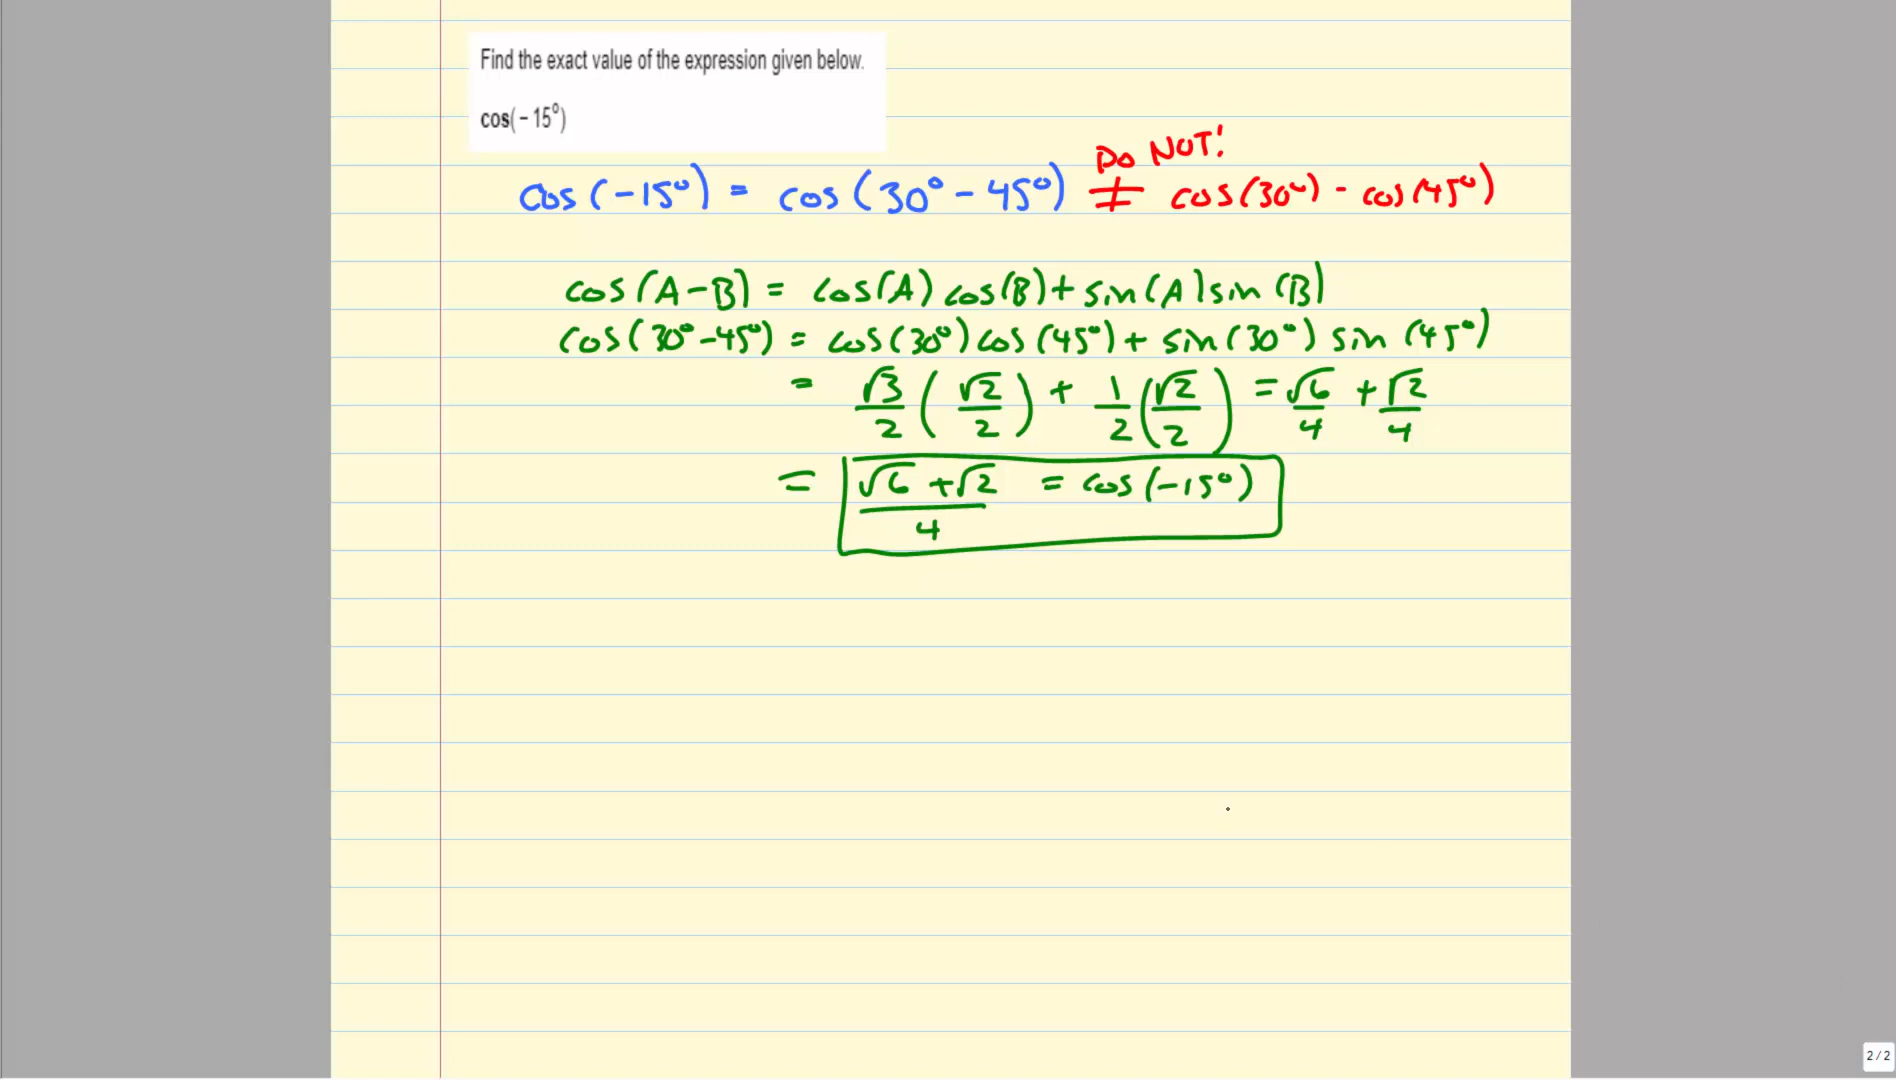 Find the exact value of the expression given below.
cos(−15°)
DO NOT!
cos(−15°) = cos(30°−45°) ≠ cos(30°) - cos(45°)
cos(A−B) = cos(A) cos(B)+sin(A)sin(B)
cos(30°−45°) = cos(30°)cos(45°)+ sin(30°) sin(45°)
= √3/2 (√2/2) + 1/2(√2/2) = √6/4 + √2/4
= (√6+√2)/4 = cos(−15°)
2/2